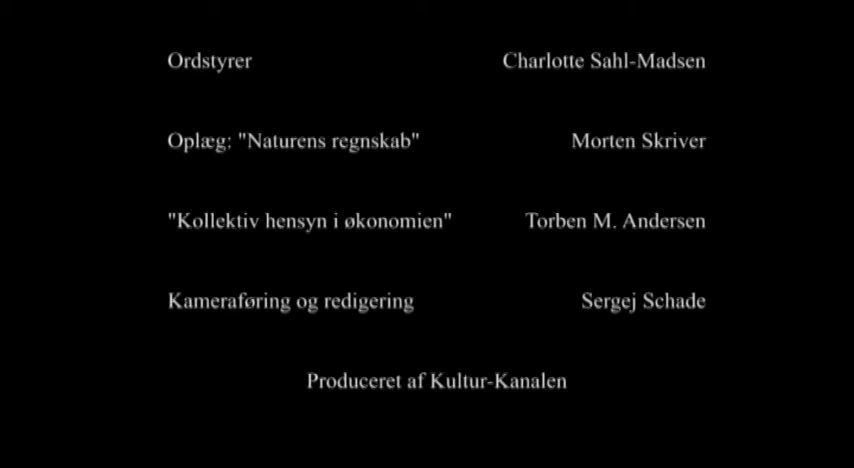 Ordstyrer Charlotte Sahl-Madsen
Oplæg: "Naturens regnskab" Morten Skriver
"Kollektiv hensyn i økonomien" Torben M. Andersen
Kameraføring og redigering Sergej Schade
Produceret af Kultur-Kanalen